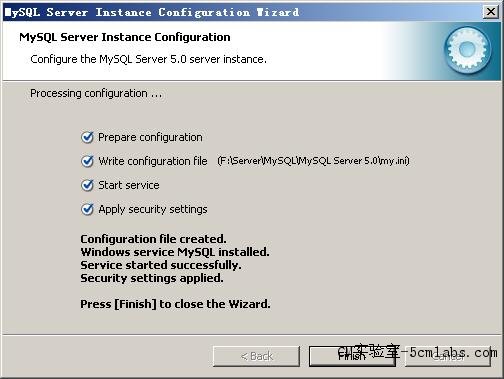 MySQL Server Instance Configuration Wizard
MySQL Server Instance Configuration
Configure the MySQL Server 5.0 server instance.
Processing configuration ...
Prepare configuration
Write configuration file (F:\Server\MySQL\MySQL Server 5.0\my.ini)
Start service
Apply security settings
Configuration file created.
Windows service MySQL installed.
Service started successfully.
Security settings applied.
Press [Finish] to close the Wizard.
< Back Finish Cancel
CW实验室-5cmlabs.com